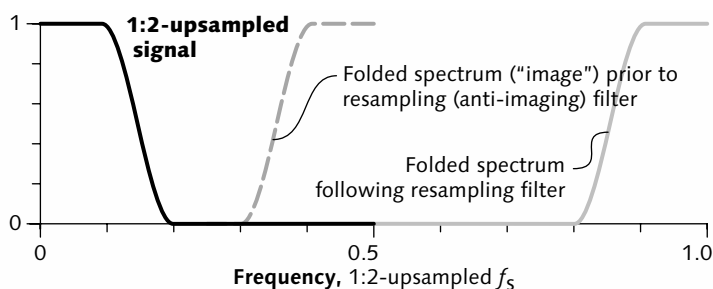 1
1:2-upsampled
signal
Folded spectrum (“image”) prior to
resampling (anti-imaging) filter
Folded spectrum
following resampling filter
0
0
0.5
1.0
Frequency, 1:2-upsampled fs